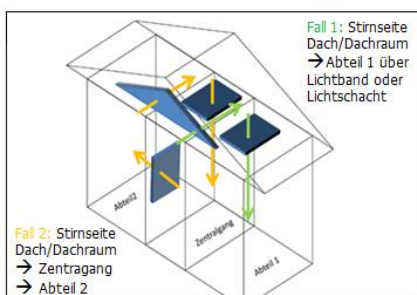 Fall 1: Stirnseite
Dach/Dachraum
→Abteil 1 über
Lichtband oder
Lichtschacht
Abteil2
Zentralgang
Abteil 1
Fall 2: Stirnseite
Dach/Dachraum
→ Zentragang
→ Abteil 2